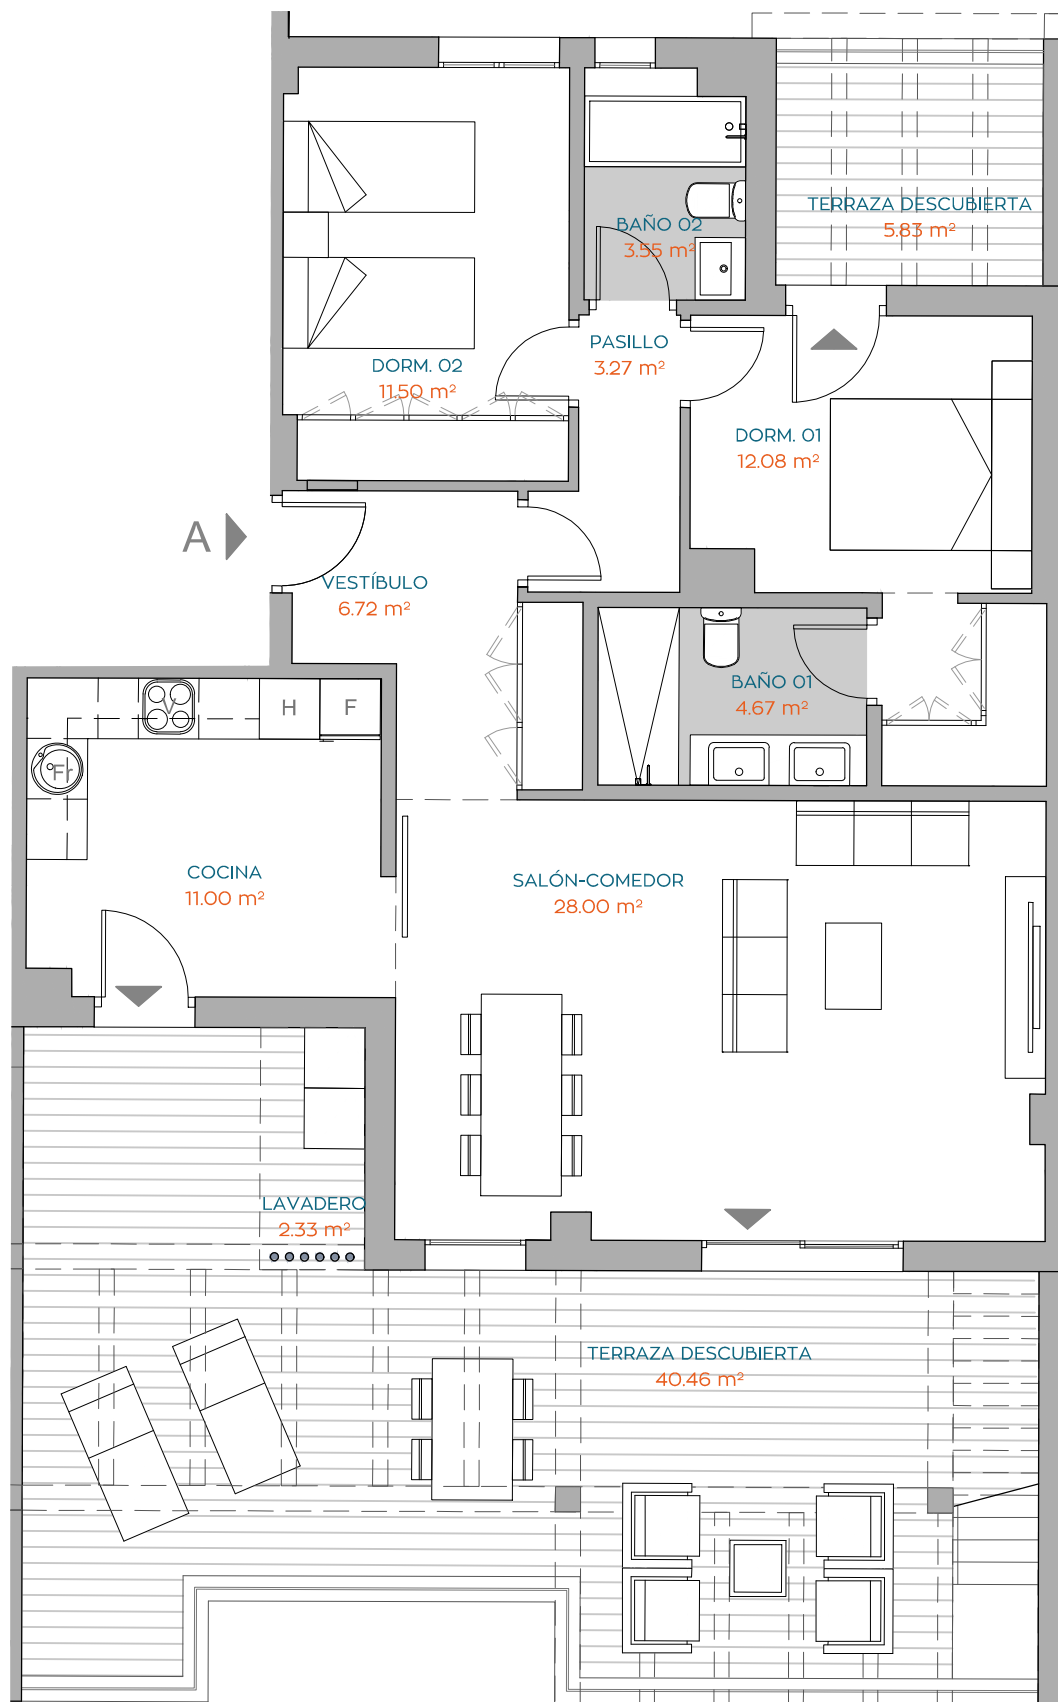 TERRAZA DESCUBIERTA
5.83 m²
BAÑO 02
3.55 m²
PASILLO
3.27 m²
DORM. 02
11.50 m²
DORM. 01
12.08 m²
A
VESTÍBULO
6.72 m²
BAÑO 01
4.67 m²
V
H
F
Fr
COCINA
11.00 m²
SALÓN-COMEDOR
28.00 m²
LAVADERO
2.33 m²
TERRAZA DESCUBIERTA
40.46 m²